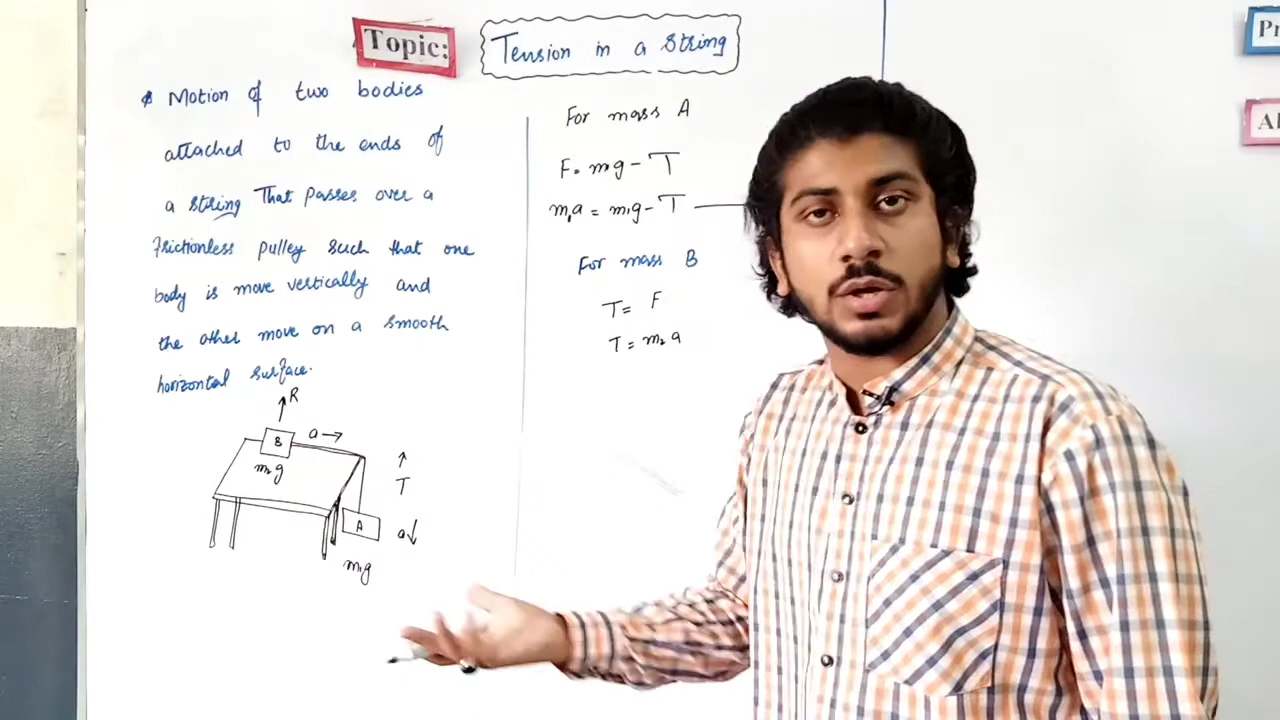 Topic:
Tension in a string
Motion of two bodies
attached to the ends of
a string That passes over a
frictionless pulley such that one
body is move vertically and
the other move on a smooth
horizontal surface.
R
B
a →
m₂g
T
A
a↓
m₁g
For mass A
F = m₁g - T
m₁a = m₁g - T
For mass B
T = F
T = m₂a